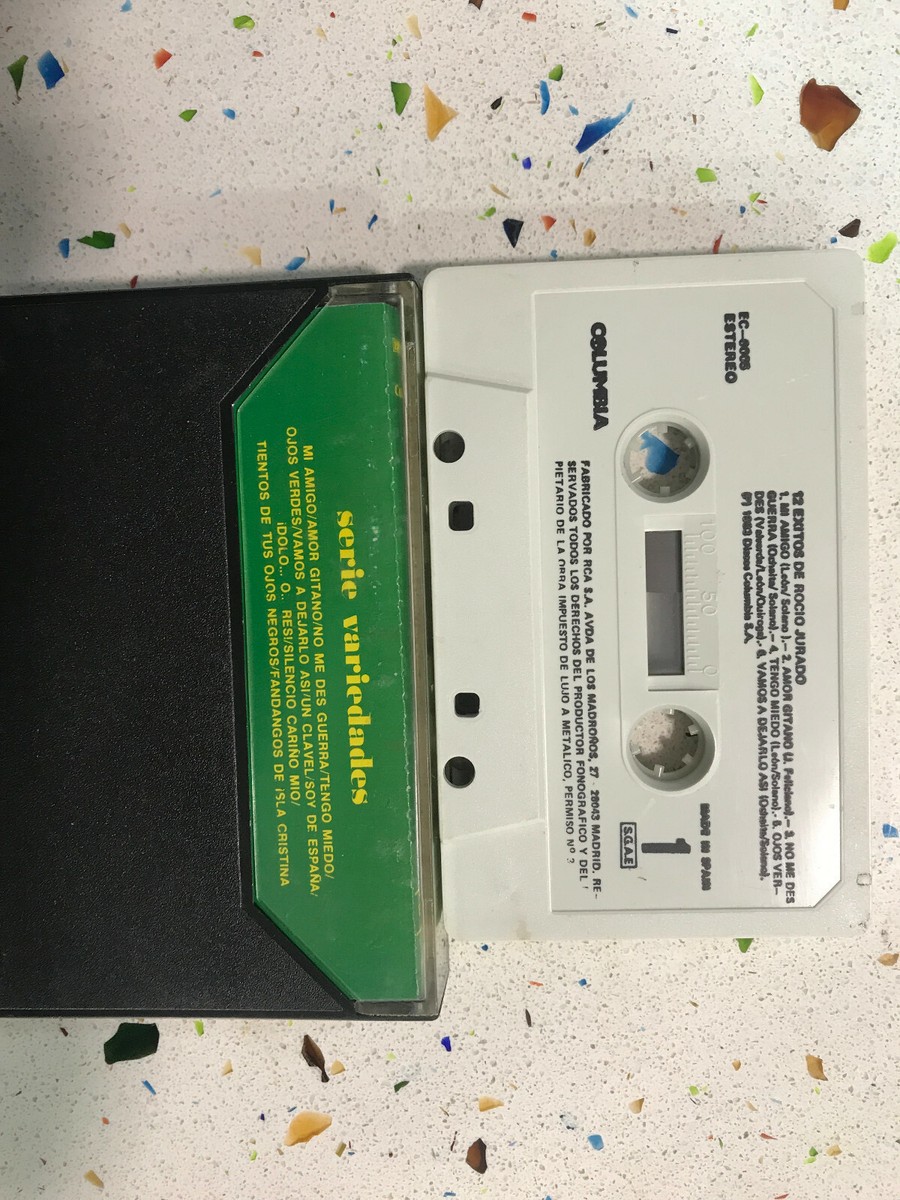 serie variedades
MI AMIGO/AMOR GITANO/NO ME DES GUERRA/TENGO MIEDO/
OJOS VERDES/VAMOS A DEJARLO ASI/UN CLAVEL/SOY DE ESPAÑA/
¡DOLO... O.. RES!/SILENCIO CARIÑO MIO/
TIENTOS DE TUS OJOS NEGROS/FANDANGOS DE ISLA CRISTINA
12 EXITOS DE ROCIO JURADO
1. MI AMIGO (León/ Solano ).— 2. AMOR GITANO (J. Feliciano).— 3. NO ME DES
GUERRA (Ochaita/ Solano).— 4. TENGO MIEDO (León/Solano). 5. OJOS VER—
DES (Valverde/León/Quiroga). 6. VAMOS A DEJARLO ASI (Ochaita/Solano).
(P) 1983 Discos Columbia S.A.
ESTEREO
MADE IN SPAIN
1
S.G.A.E
COLUMBIA
FABRICADO POR RCA S.A. AVDA DE LOS MADROÑOS, 27 - 28043 MADRID. RE-
SERVADOS TODOS LOS DERECHOS DEL PRODUCTOR FONOGRAFICO Y DEL
PIETARIO DE LA OBRA IMPUESTO DE LUJO A METALICO, PERMISO Nº 3
100 50 0